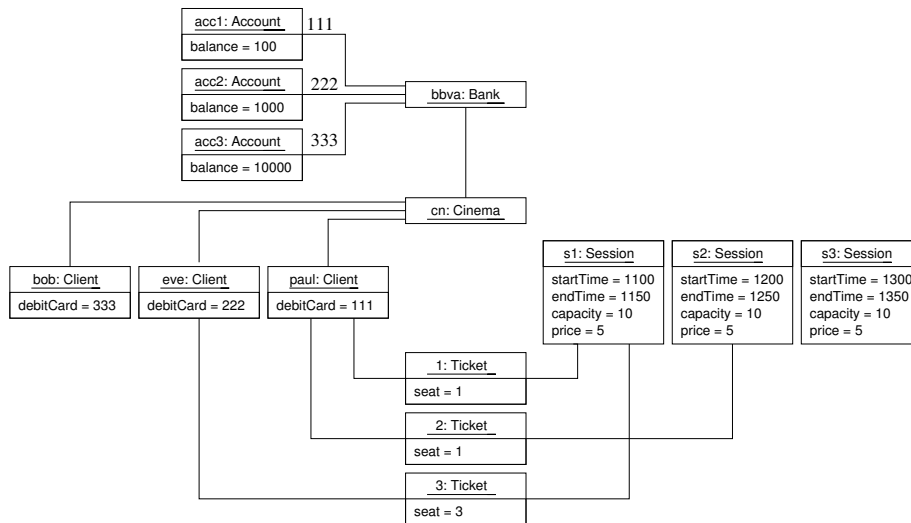 acc1: Account
111
balance = 100
acc2: Account
222
balance = 1000
bbva: Bank
acc3: Account
333
balance = 10000
cn: Cinema
bob: Client
debitCard = 333
eve: Client
debitCard = 222
paul: Client
debitCard = 111
s1: Session
startTime = 1100
endTime = 1150
capacity = 10
price = 5
s2: Session
startTime = 1200
endTime = 1250
capacity = 10
price = 5
s3: Session
startTime = 1300
endTime = 1350
capacity = 10
price = 5
1: Ticket
seat = 1
2: Ticket
seat = 1
3: Ticket
seat = 3